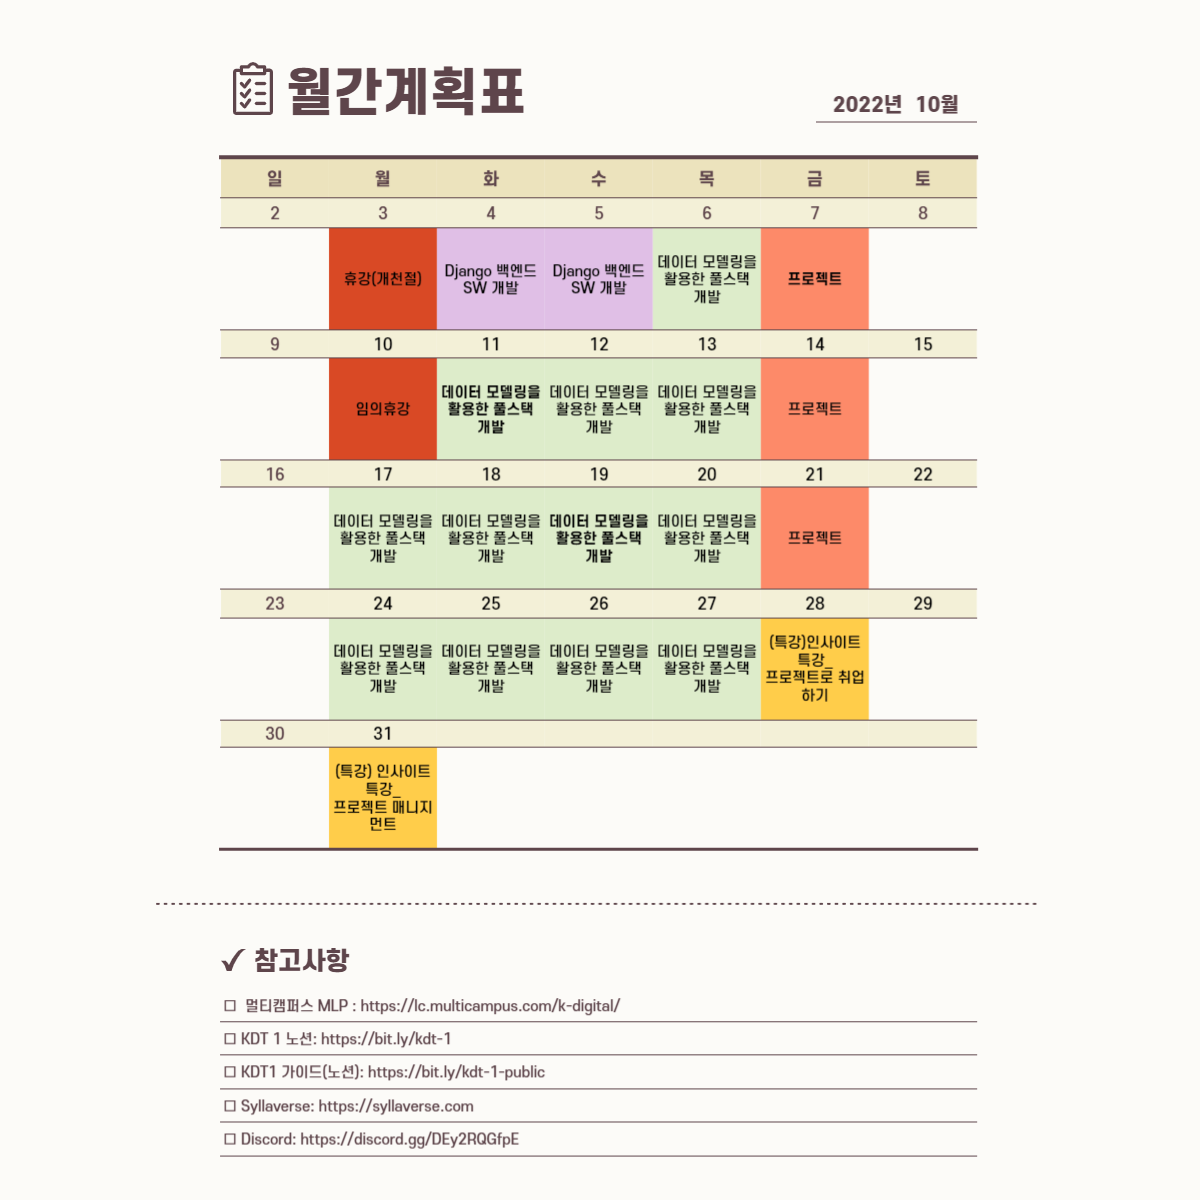 월간계획표
2022년 10월
일 월 화 수 목 금 토
2 3 4 5 6 7 8
휴강(개천절)
Django 백엔드
SW 개발
Django 백엔드
SW 개발
데이터 모델링을
활용한 풀스택
개발
프로젝트
9 10 11 12 13 14 15
임의휴강
데이터 모델링을
활용한 풀스택
개발
데이터 모델링을
활용한 풀스택
개발
데이터 모델링을
활용한 풀스택
개발
프로젝트
16 17 18 19 20 21 22
데이터 모델링을
활용한 풀스택
개발
데이터 모델링을
활용한 풀스택
개발
데이터 모델링을
활용한 풀스택
개발
데이터 모델링을
활용한 풀스택
개발
프로젝트
23 24 25 26 27 28 29
데이터 모델링을
활용한 풀스택
개발
데이터 모델링을
활용한 풀스택
개발
데이터 모델링을
활용한 풀스택
개발
데이터 모델링을
활용한 풀스택
개발
(특강)인사이트
특강_
프로젝트로 취업
하기
30 31
(특강) 인사이트
특강_
프로젝트 매니지
먼트
참고사항
□ 멀티캠퍼스 MLP : https://lc.multicampus.com/k-digital/
□ KDT 1 노션: https://bit.ly/kdt-1
□ KDT1 가이드(노션): https://bit.ly/kdt-1-public
□ Syllaverse: https://syllaverse.com
□ Discord: https://discord.gg/DEy2RQGfpE